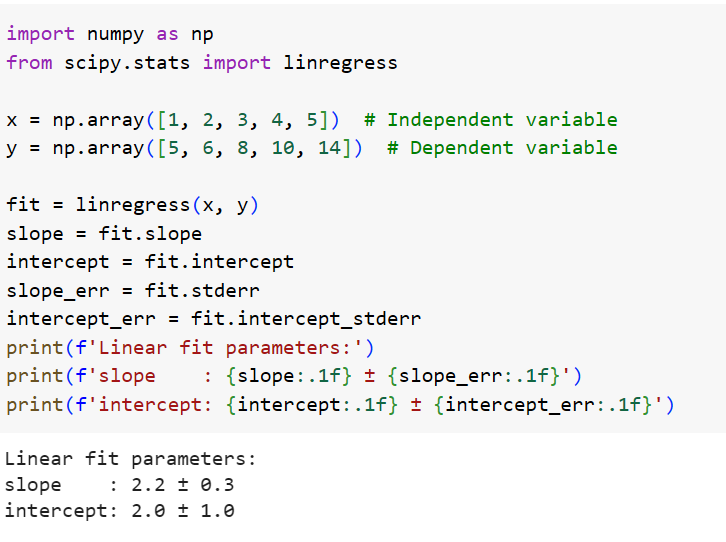 import numpy as np
from scipy.stats import linregress

x = np.array([1, 2, 3, 4, 5])  # Independent variable
y = np.array([5, 6, 8, 10, 14])  # Dependent variable

fit = linregress(x, y)
slope = fit.slope
intercept = fit.intercept
slope_err = fit.stderr
intercept_err = fit.intercept_stderr
print(f'Linear fit parameters:')
print(f'slope    : {slope:.1f} ± {slope_err:.1f}')
print(f'intercept: {intercept:.1f} ± {intercept_err:.1f}')

Linear fit parameters:
slope    : 2.2 ± 0.3
intercept: 2.0 ± 1.0